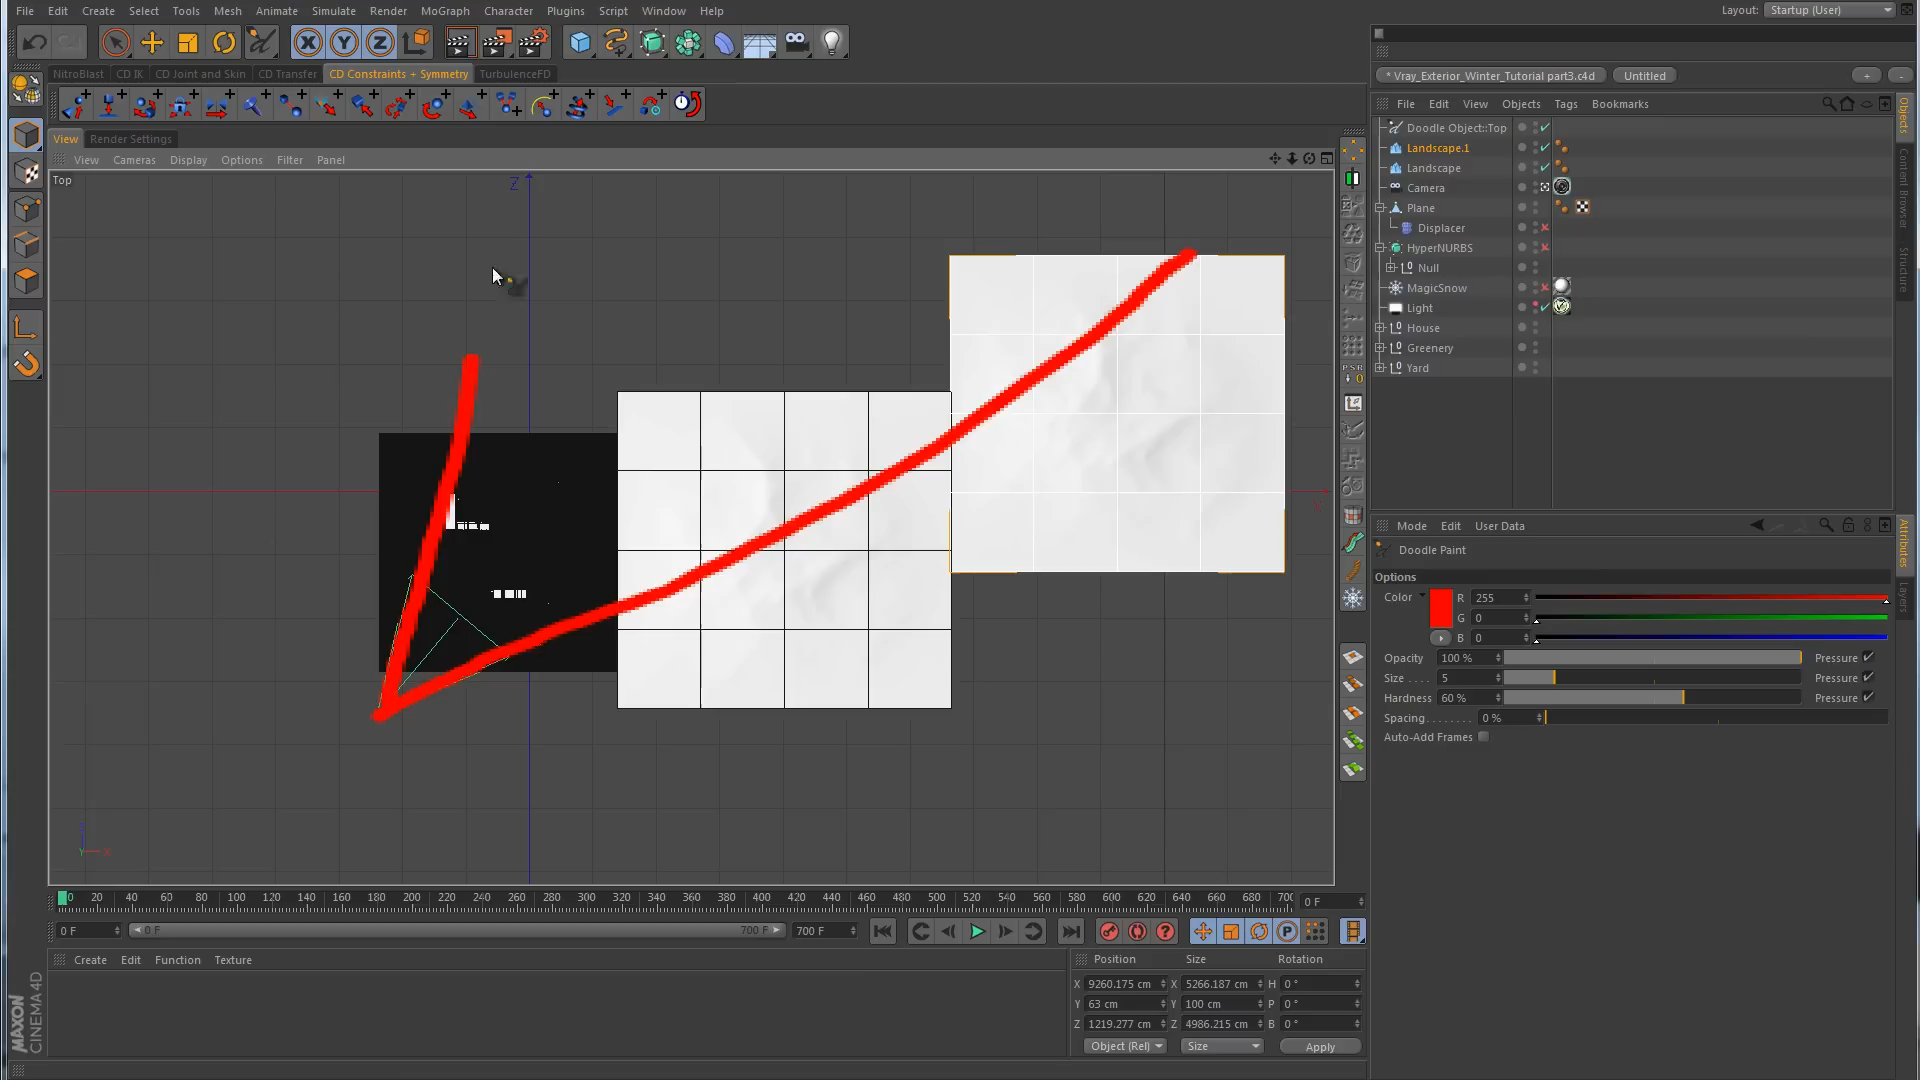 File Edit Create Select Tools Mesh Animate Simulate Render MoGraph Character Plugins Script Window Help
Layout: Startup (User)
NitroBlast CD IK CD Joint and Skin CD Transfer CD Constraints + Symmetry TurbulenceFD
* Vray_Exterior_Winter_Tutorial part3.c4d Untitled + -
File Edit View Objects Tags Bookmarks
View Render Settings
View Cameras Display Options Filter Panel
Top
Z
X
Y X
Doodle Object::Top
Landscape.1
Landscape
Camera
Plane
Displacer
HyperNURBS
Null
MagicSnow
Light
House
Greenery
Yard
Objects
Content Browser
Structure
PSR
0
Mode Edit User Data
Doodle Paint
Options
Color R 255
G 0
B 0
Opacity 100 % Pressure
Size . . . . 5 Pressure
Hardness 60 % Pressure
Spacing. . . . . . . . 0 %
Auto-Add Frames
Attributes
Layers
0 20 40 60 80 100 120 140 160 180 200 220 240 260 280 300 320 340 360 380 400 420 440 460 480 500 520 540 560 580 600 620 640 660 680 700 0 F
0 F 0 F 700 F 700 F
Create Edit Function Texture
Position Size Rotation
X 9260.175 cm X 5266.187 cm H 0 °
Y 63 cm Y 100 cm P 0 °
Z 1219.277 cm Z 4986.215 cm B 0 °
Object (Rel) Size Apply
MAXON
CINEMA 4D